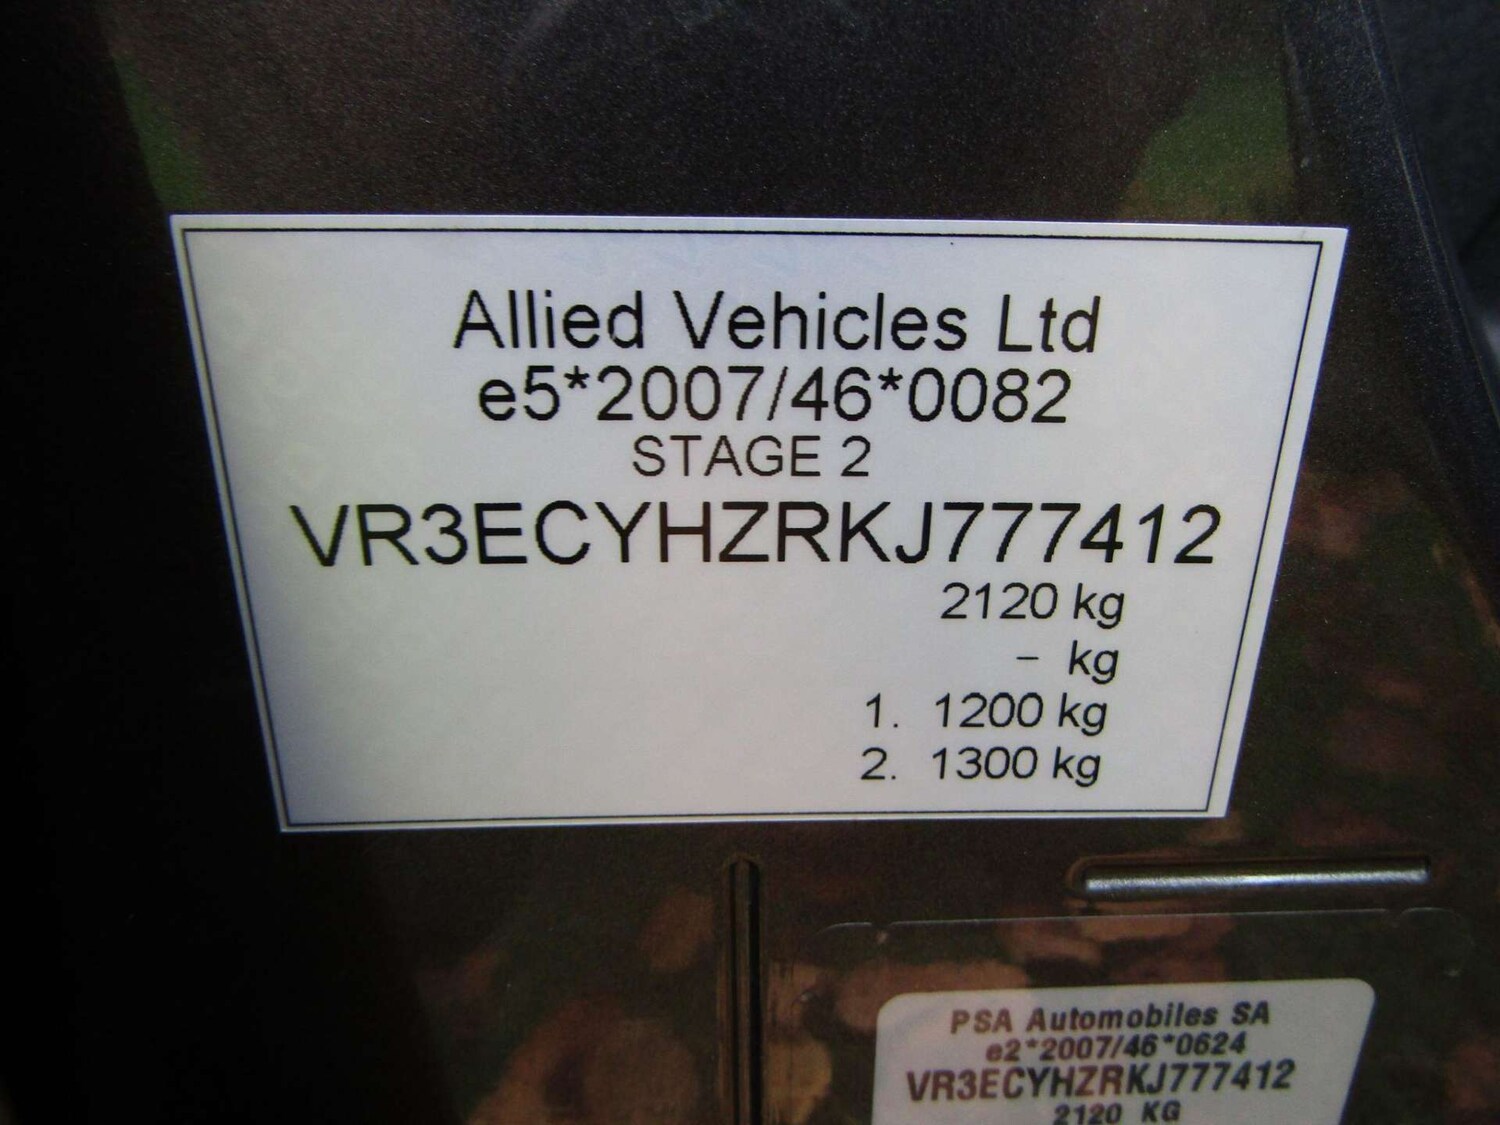 Allied Vehicles Ltd
e5*2007/46*0082
STAGE 2
VR3ECYHZRKJ777412
2120 kg
– kg
1. 1200 kg
2. 1300 kg
PSA Automobiles SA
e2*2007/46*0624
VR3ECYHZRKJ777412
2120 KG